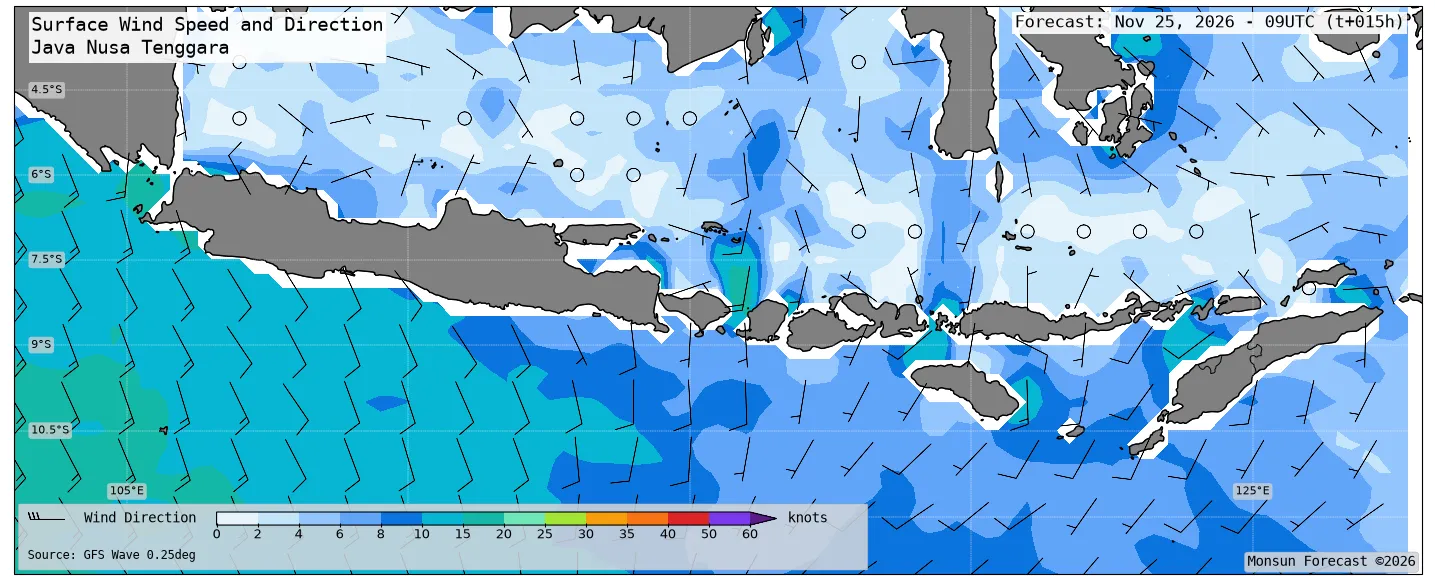 Surface Wind Speed and Direction
Java Nusa Tenggara
Forecast: Nov 25, 2026 - 09UTC (t+015h)
4.5°S
6°S
7.5°S
9°S
10.5°S
105°E
125°E
Wind Direction
0 2 4 6 8 10 15 20 25 30 35 40 50 60
knots
Source: GFS Wave 0.25deg
Monsun Forecast ©2026